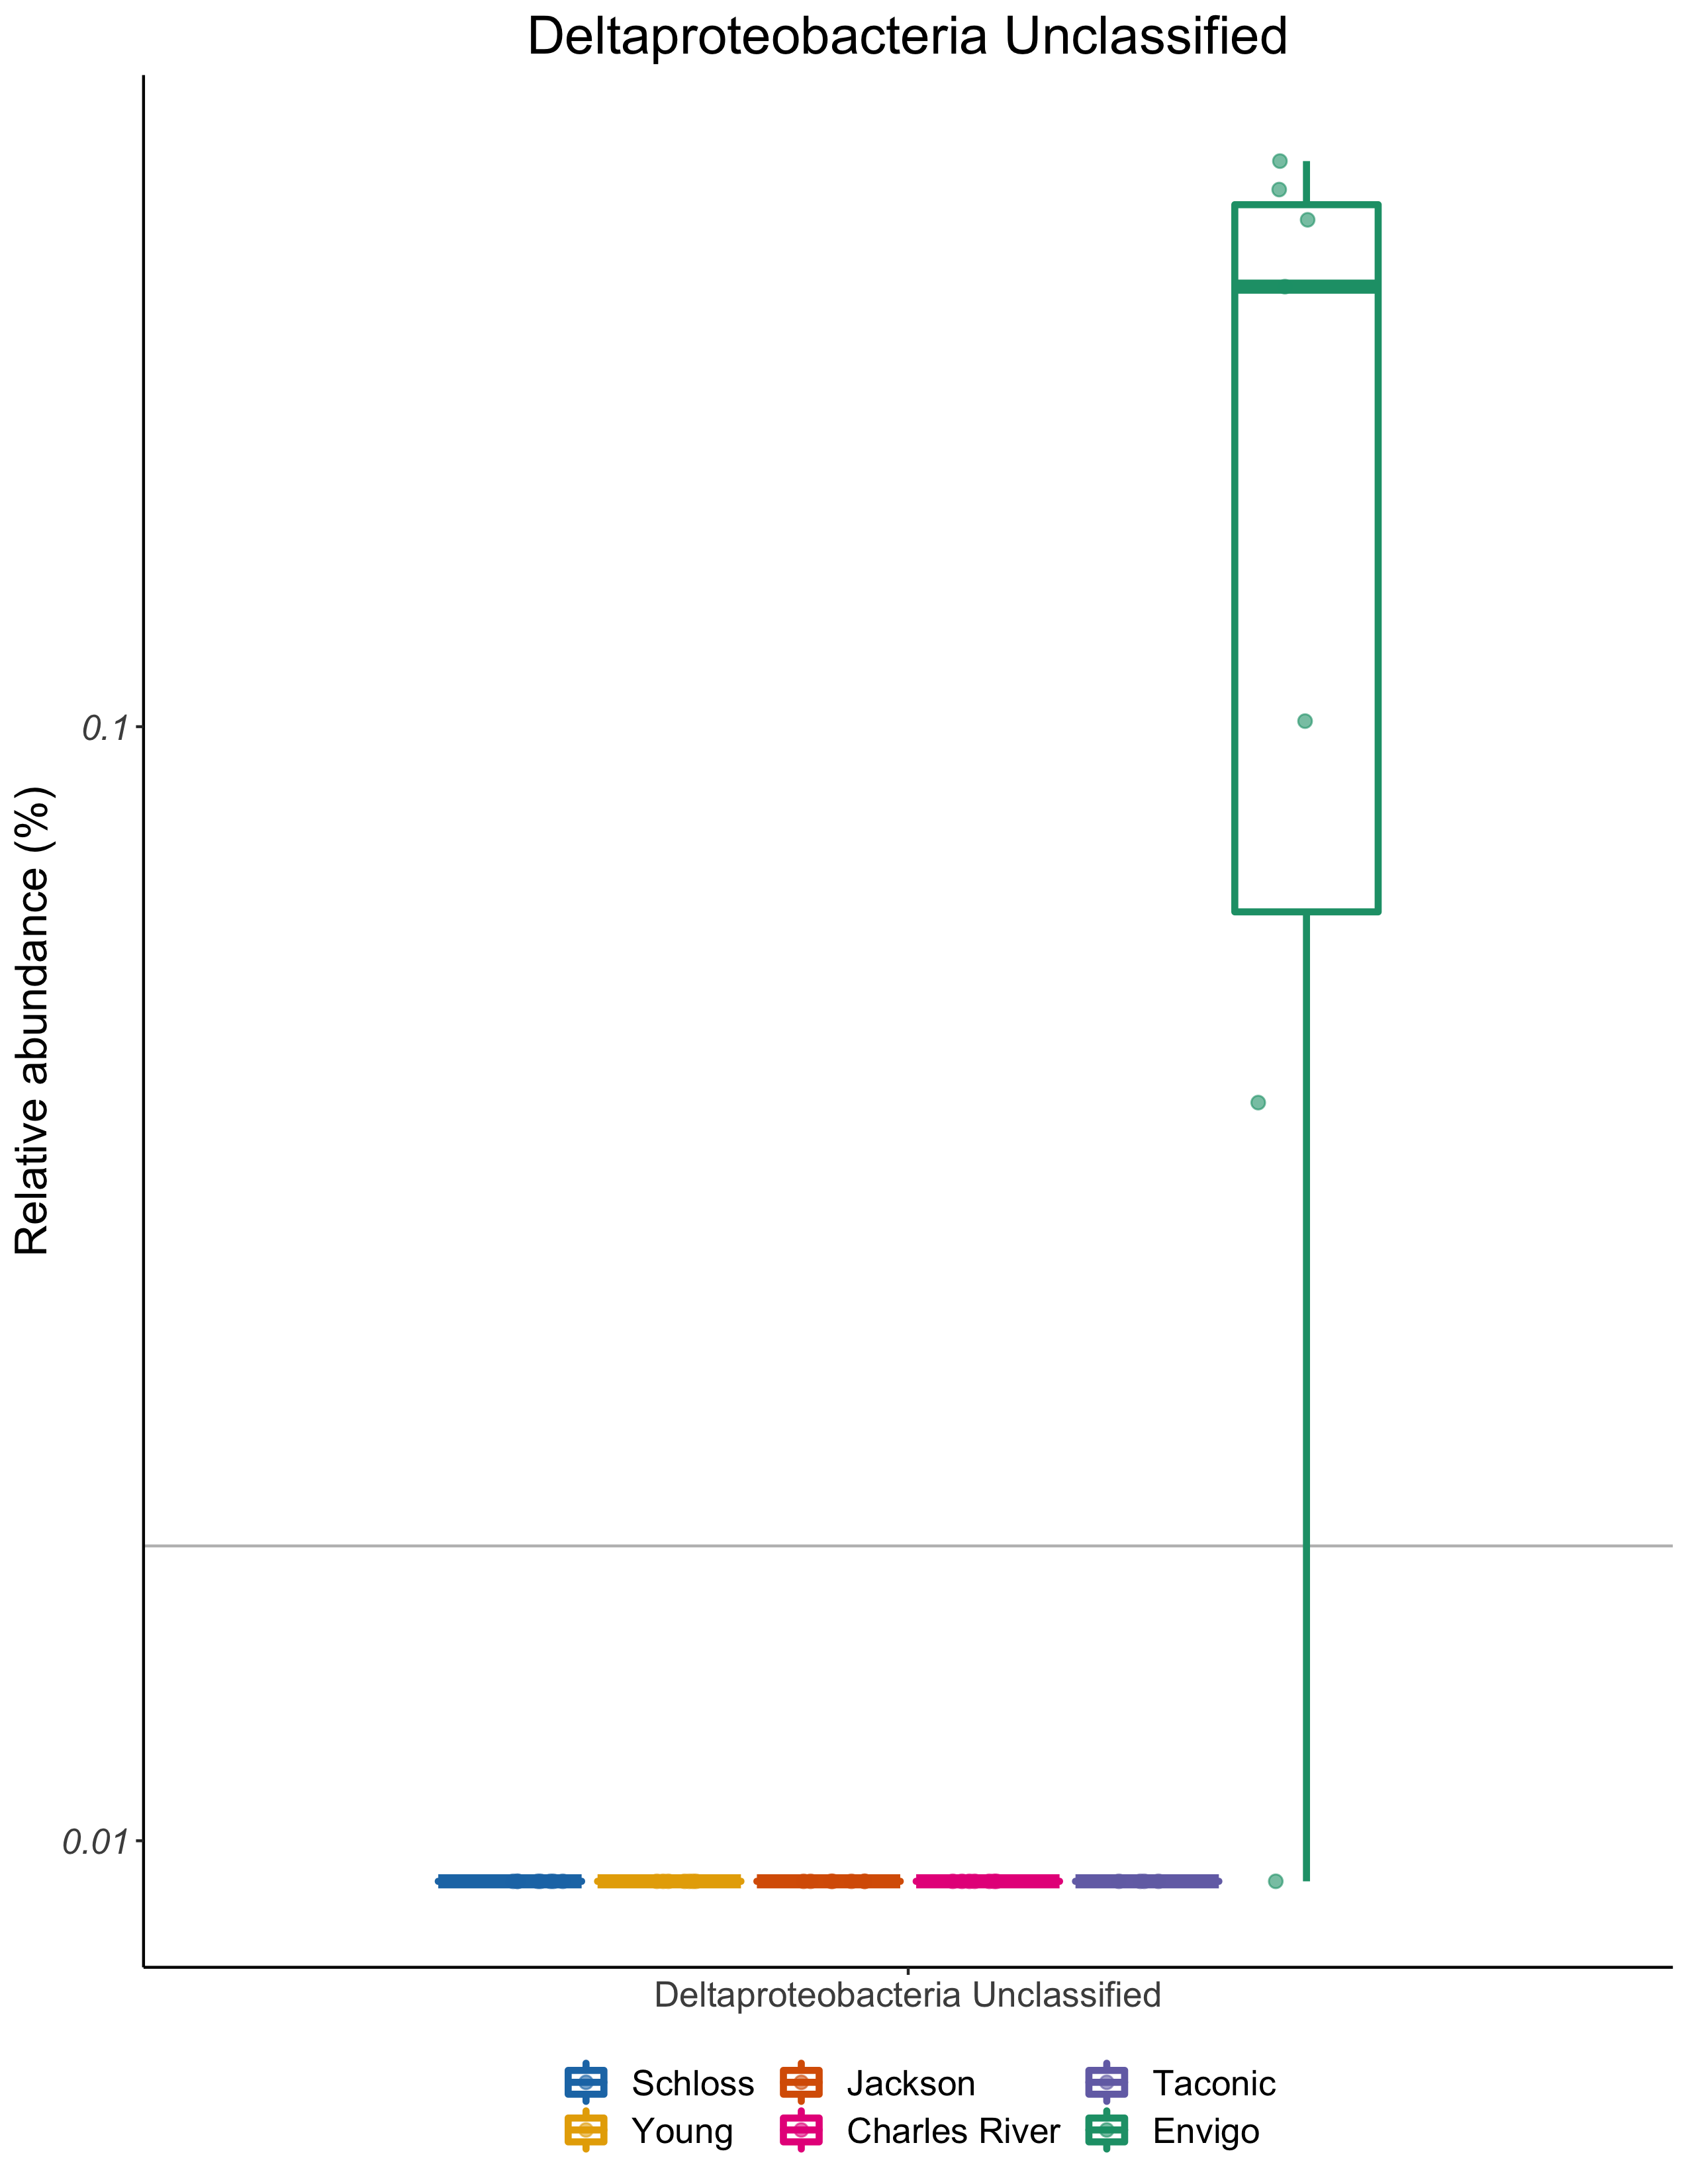 Deltaproteobacteria Unclassified
Relative abundance (%)
0.1
0.01
Deltaproteobacteria Unclassified
Schloss
Jackson
Taconic
Young
Charles River
Envigo